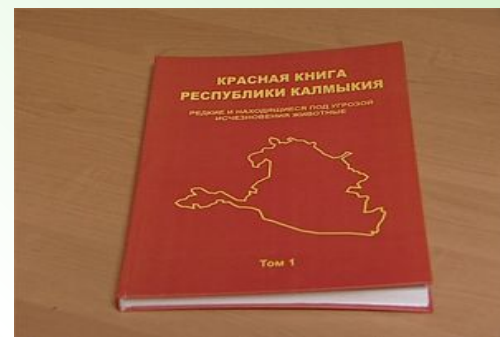 КРАСНАЯ КНИГА
РЕСПУБЛИКИ КАЛМЫКИЯ
РЕДКИЕ И НАХОДЯЩИЕСЯ ПОД УГРОЗОЙ
ИСЧЕЗНОВЕНИЯ ЖИВОТНЫЕ
Том 1